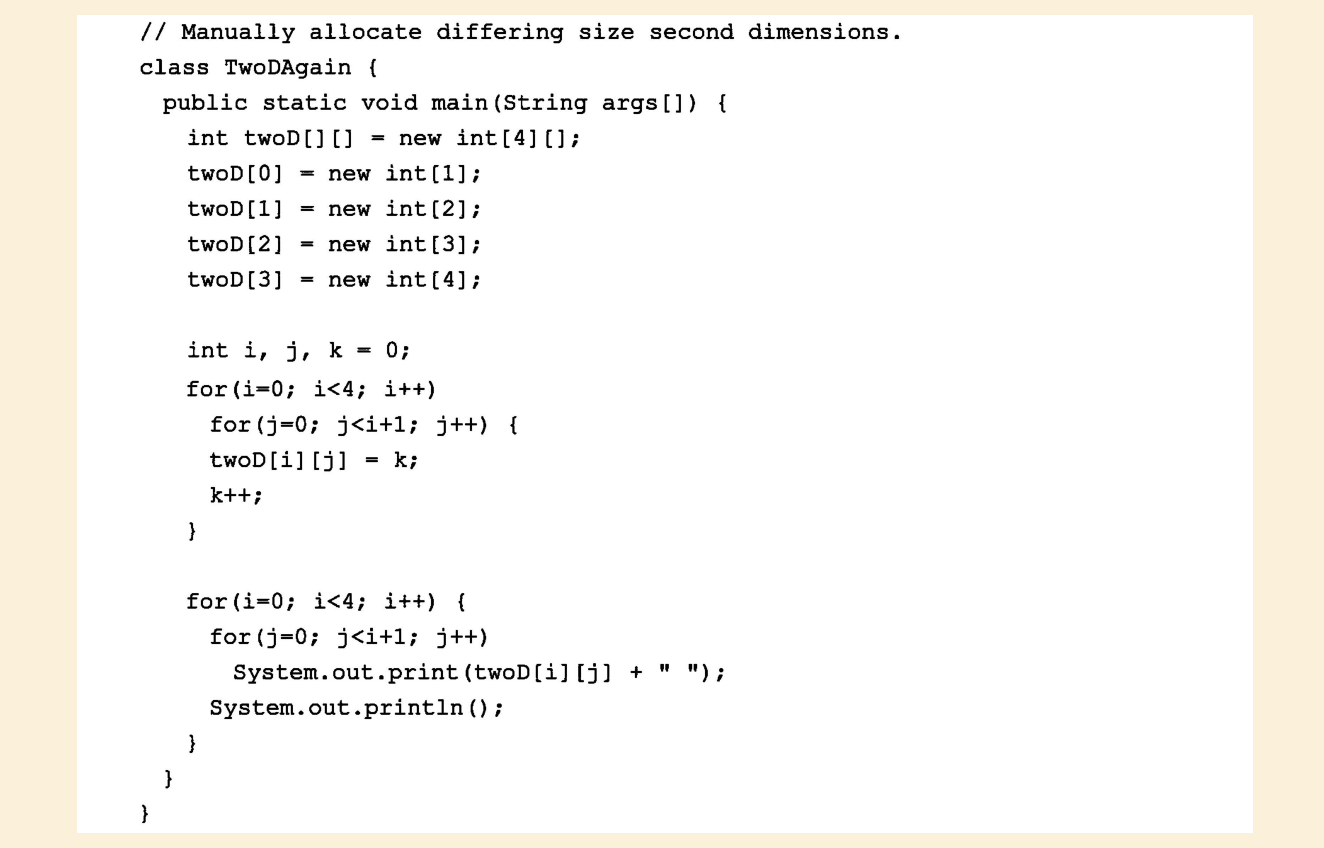 // Manually allocate differing size second dimensions.
class TwoDAgain {
  public static void main(String args[]) {
    int twoD[][] = new int[4][];
    twoD[0] = new int[1];
    twoD[1] = new int[2];
    twoD[2] = new int[3];
    twoD[3] = new int[4];

    int i, j, k = 0;
    for(i=0; i<4; i++)
      for(j=0; j<i+1; j++) {
      twoD[i][j] = k;
      k++;
    }

    for(i=0; i<4; i++) {
      for(j=0; j<i+1; j++)
        System.out.print(twoD[i][j] + " ");
      System.out.println();
    }
  }
}